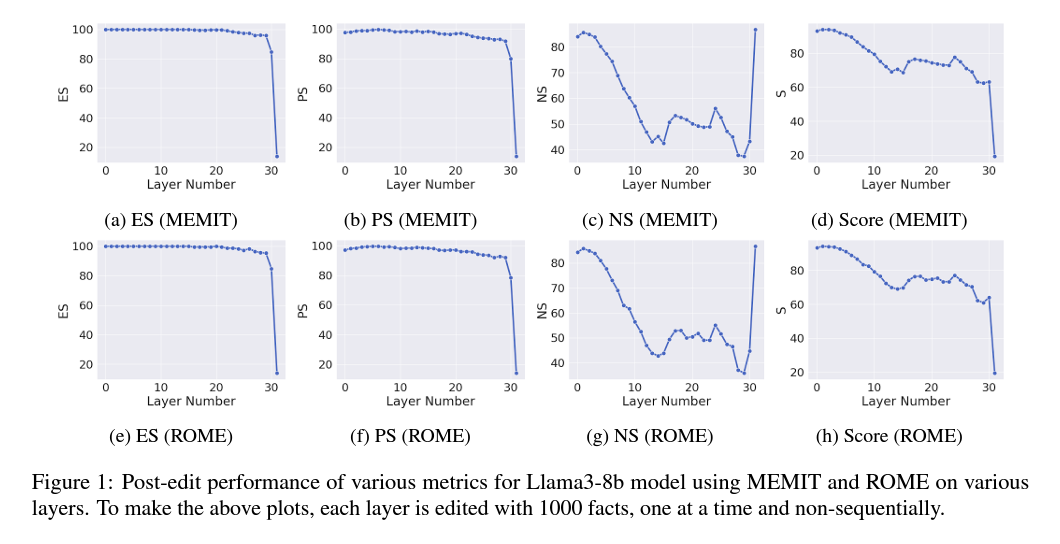 100
80
60
40
20
ES
0 10 20 30
Layer Number
(a) ES (MEMIT)
100
80
60
40
20
PS
0 10 20 30
Layer Number
(b) PS (MEMIT)
80
70
60
50
40
NS
0 10 20 30
Layer Number
(c) NS (MEMIT)
80
60
40
20
S
0 10 20 30
Layer Number
(d) Score (MEMIT)
100
80
60
40
20
ES
0 10 20 30
Layer Number
(e) ES (ROME)
100
80
60
40
20
PS
0 10 20 30
Layer Number
(f) PS (ROME)
80
70
60
50
40
NS
0 10 20 30
Layer Number
(g) NS (ROME)
80
60
40
20
S
0 10 20 30
Layer Number
(h) Score (ROME)
Figure 1: Post-edit performance of various metrics for Llama3-8b model using MEMIT and ROME on various
layers. To make the above plots, each layer is edited with 1000 facts, one at a time and non-sequentially.